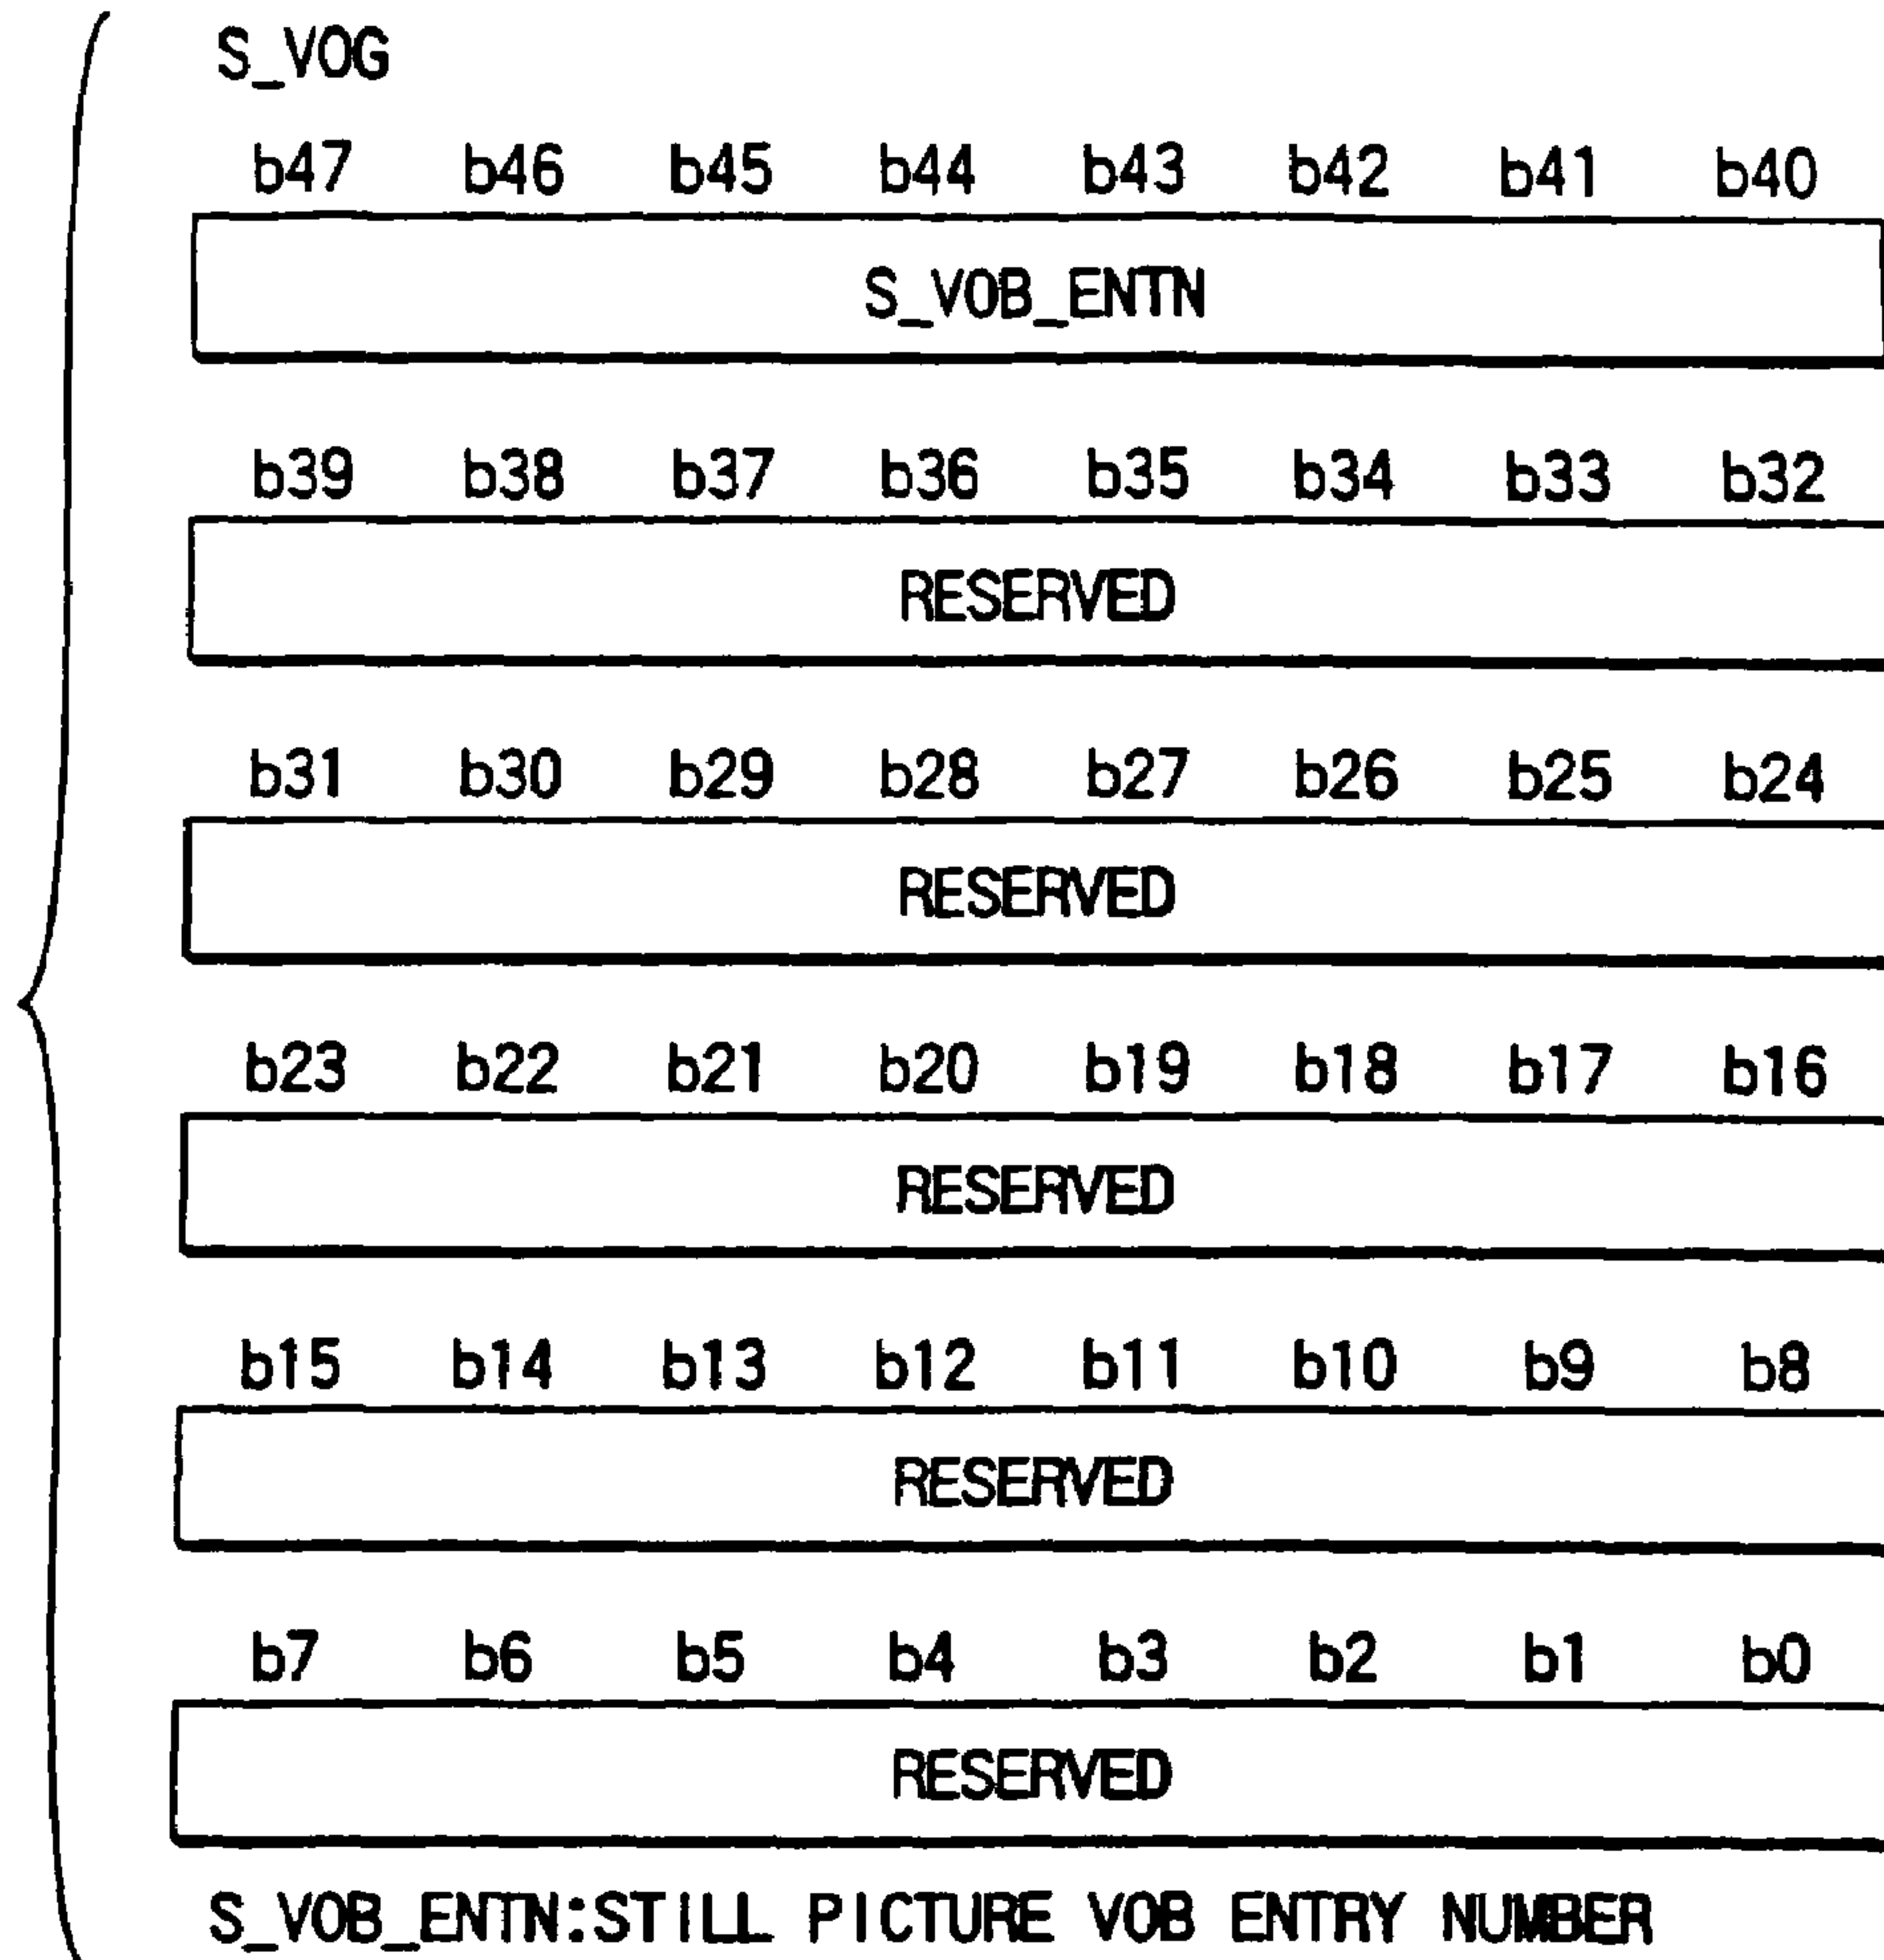 S_VOG
b47 b46 b45 b44 b43 b42 b41 b40
S_VOB_ENTN
b39 b38 b37 b36 b35 b34 b33 b32
RESERVED
b31 b30 b29 b28 b27 b26 b25 b24
RESERVED
b23 b22 b21 b20 b19 b18 b17 b16
RESERVED
b15 b14 b13 b12 b11 b10 b9 b8
RESERVED
b7 b6 b5 b4 b3 b2 b1 b0
RESERVED
S_VOB_ENTN:STILL PICTURE VOB ENTRY NUMBER